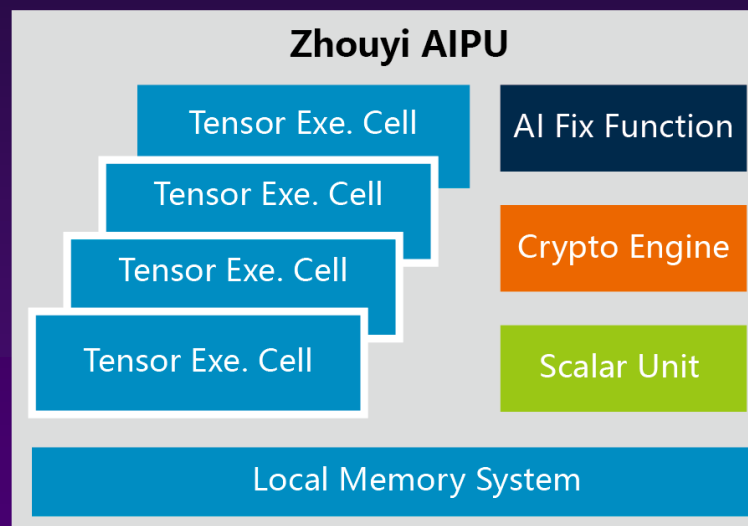 Zhouyi AIPU
Tensor Exe. Cell
AI Fix Function
Tensor Exe. Cell
Crypto Engine
Tensor Exe. Cell
Tensor Exe. Cell
Scalar Unit
Local Memory System